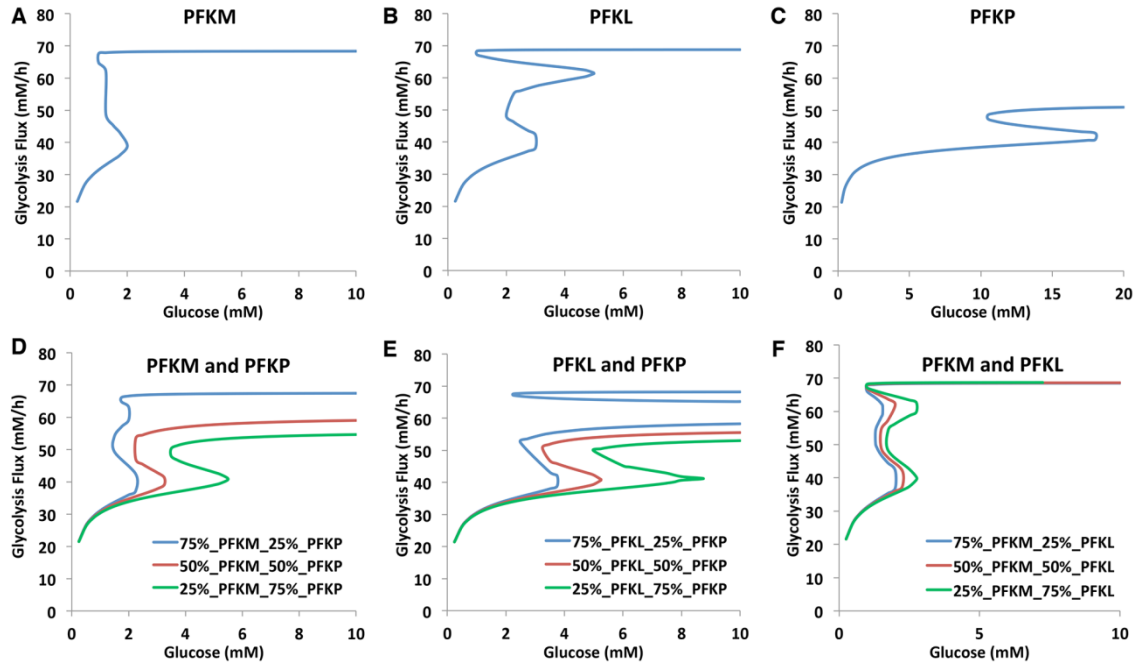 A
PFKM
Glycolysis Flux (mM/h)
80
70
60
50
40
30
20
10
0
0 2 4 6 8 10
Glucose (mM)
B
PFKL
Glycolysis Flux (mM/h)
80
70
60
50
40
30
20
10
0
0 2 4 6 8 10
Glucose (mM)
C
PFKP
Glycolysis Flux (mM/h)
80
70
60
50
40
30
20
10
0
0 5 10 15 20
Glucose (mM)
D
PFKM and PFKP
Glycolysis Flux (mM/h)
80
70
60
50
40
30
20
10
0
75%_PFKM_25%_PFKP
50%_PFKM_50%_PFKP
25%_PFKM_75%_PFKP
0 2 4 6 8 10
Glucose (mM)
E
PFKL and PFKP
Glycolysis Flux (mM/h)
80
70
60
50
40
30
20
10
0
75%_PFKL_25%_PFKP
50%_PFKL_50%_PFKP
25%_PFKL_75%_PFKP
0 2 4 6 8 10
Glucose (mM)
F
PFKM and PFKL
Glycolysis Flux (mM/h)
80
70
60
50
40
30
20
10
0
75%_PFKM_25%_PFKL
50%_PFKM_50%_PFKL
25%_PFKM_75%_PFKL
0 5 10
Glucose (mM)